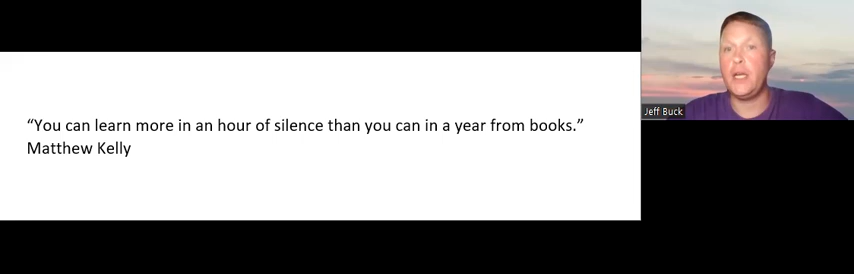 “You can learn more in an hour of silence than you can in a year from books.”
Matthew Kelly
Jeff Buck